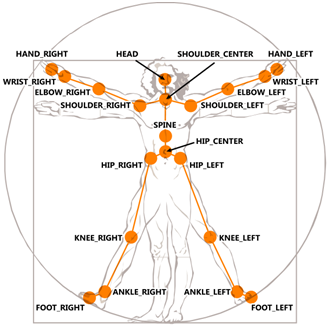 HAND_RIGHT
HEAD
SHOULDER_CENTER
HAND_LEFT
WRIST_RIGHT
WRIST_LEFT
ELBOW_RIGHT
ELBOW_LEFT
SHOULDER_RIGHT
SHOULDER_LEFT
SPINE
HIP_CENTER
HIP_RIGHT
HIP_LEFT
KNEE_RIGHT
KNEE_LEFT
ANKLE_RIGHT
ANKLE_LEFT
FOOT_RIGHT
FOOT_LEFT